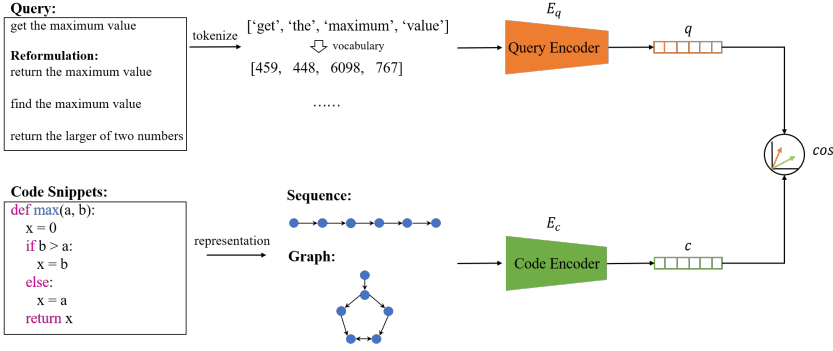 Query:
get the maximum value
Reformulation:
return the maximum value
find the maximum value
return the larger of two numbers
tokenize
['get', 'the', 'maximum', 'value']
vocabulary
[459, 448, 6098, 767]
......
E_q
Query Encoder
q
cos
Code Snippets:
def max(a, b):
x = 0
if b > a:
x = b
else:
x = a
return x
representation
Sequence:
Graph:
E_c
Code Encoder
c